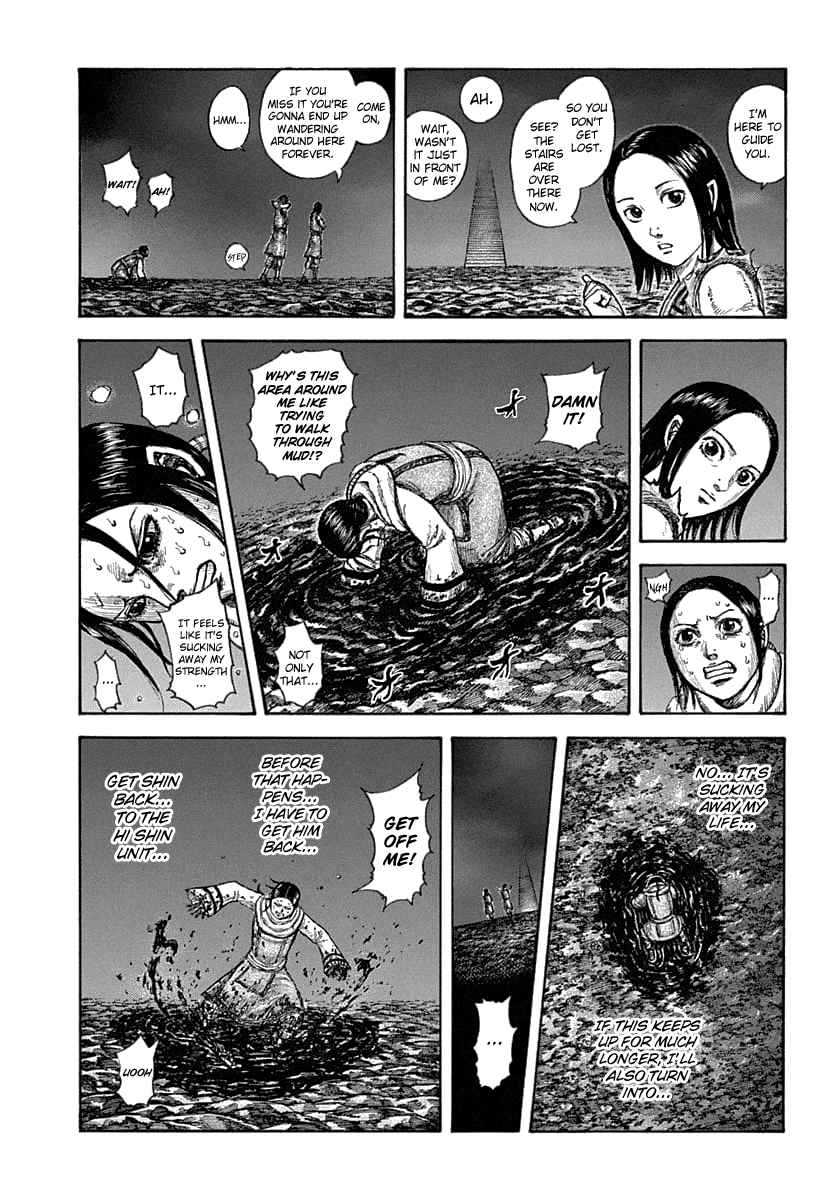 I'M
HERE TO
GUIDE
YOU.
SO YOU
DON'T
GET
LOST.
SEE?
THE
STAIRS
ARE
OVER
THERE
NOW.
AH.
WAIT,
WASN'T
IT JUST
IN FRONT
OF ME?
COME
ON,
IF YOU
MISS IT YOU'RE
GONNA END UP
WANDERING
AROUND HERE
FOREVER.
HMM...
STEP
AH!
WAIT!
...
NGH
DAMN
IT!
WHY'S THIS
AREA AROUND
ME LIKE
TRYING
TO WALK
THROUGH
MUD!?
オ
オ
オ
オ
オ
NOT
ONLY
THAT...
IT...
IT FEELS
LIKE IT'S
SUCKING
AWAY MY
STRENGTH
...
...
NO... IT'S
SUCKING
AWAY MY
LIFE...
IF THIS KEEPS
UP FOR MUCH
LONGER, I'LL
ALSO TURN
INTO...
...
GET
OFF
ME!
BEFORE
THAT HAP-
PENS...
I HAVE TO
GET HIM
BACK...
GET SHIN
BACK...
TO THE
HI SHIN
UNIT...
UOOH